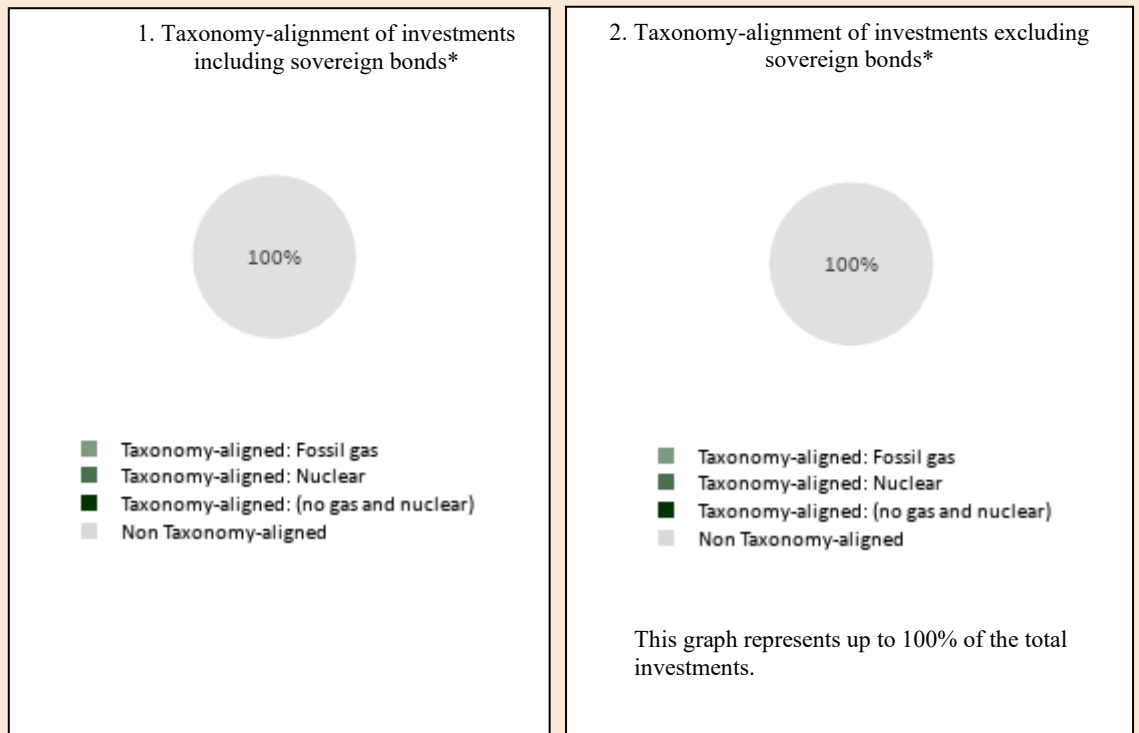 1. Taxonomy-alignment of investments
including sovereign bonds*
100%
Taxonomy-aligned: Fossil gas
Taxonomy-aligned: Nuclear
Taxonomy-aligned: (no gas and nuclear)
Non Taxonomy-aligned
2. Taxonomy-alignment of investments excluding
sovereign bonds*
100%
Taxonomy-aligned: Fossil gas
Taxonomy-aligned: Nuclear
Taxonomy-aligned: (no gas and nuclear)
Non Taxonomy-aligned
This graph represents up to 100% of the total
investments.